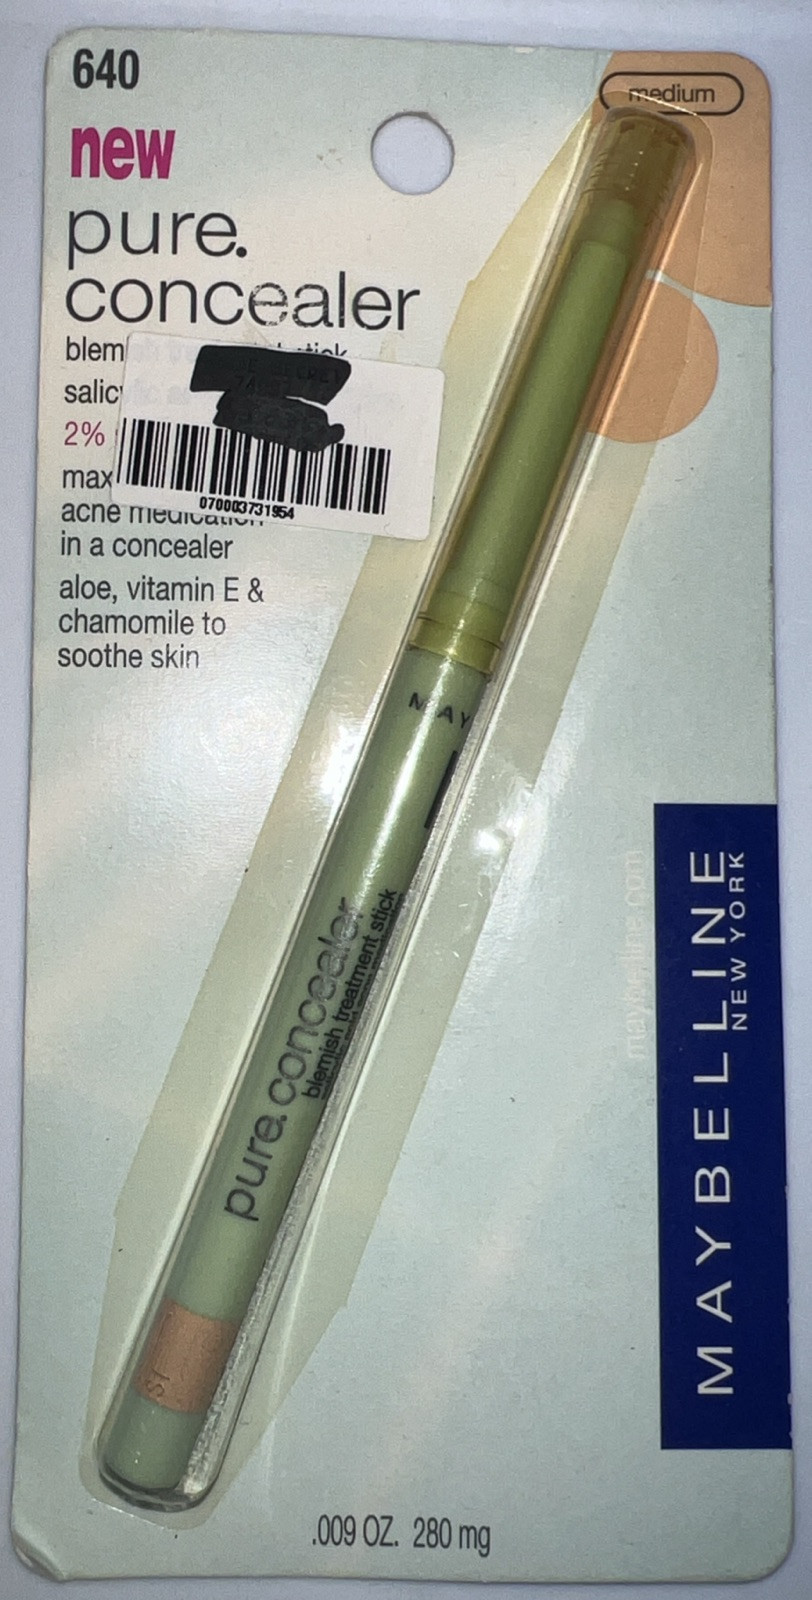 640
medium
new
pure.
concealer
blem stick
salic
2%
070003731954
max
acne medication
in a concealer
aloe, vitamin E &
chamomile to
soothe skin
MAY
pure.concealer
blemish treatment stick
maybelline.com
MAYBELLINE
NEW YORK
.009 OZ. 280 mg